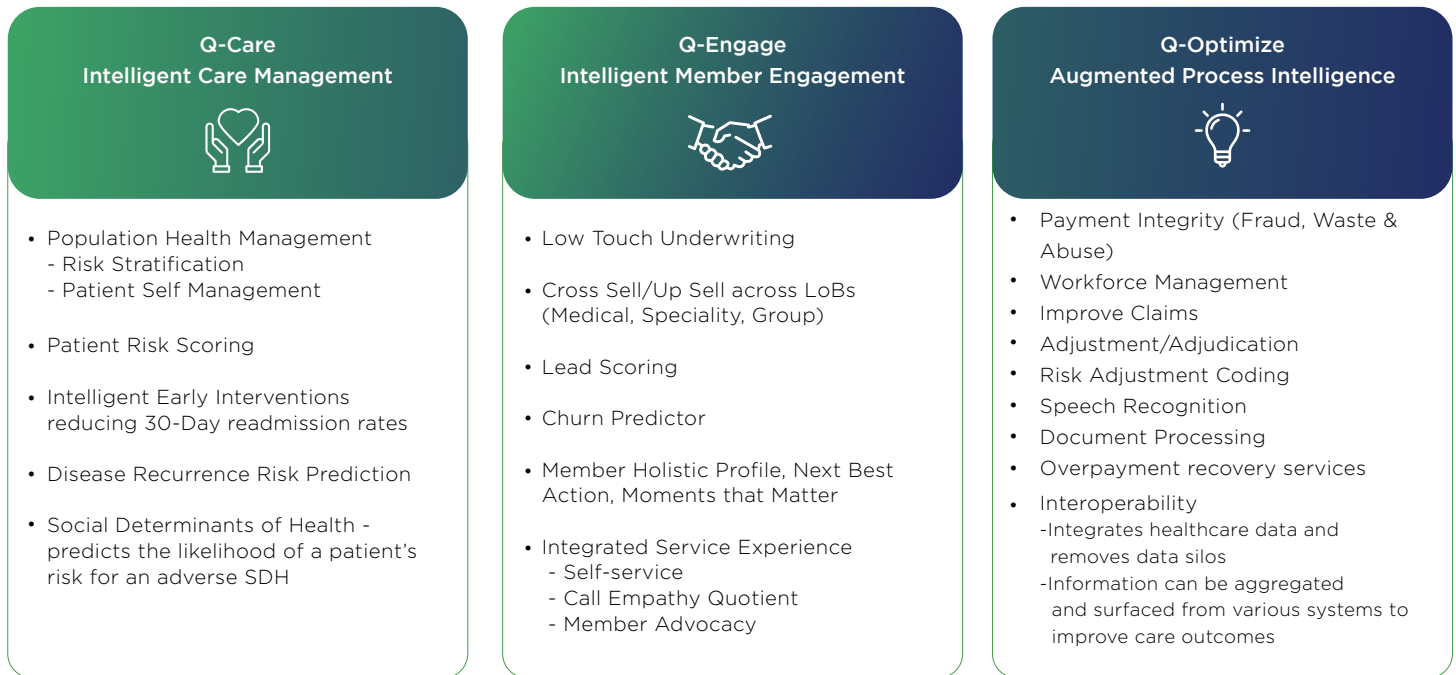 Q-Care
Intelligent Care Management
• Population Health Management
- Risk Stratification
- Patient Self Management
• Patient Risk Scoring
• Intelligent Early Interventions
reducing 30-Day readmission rates
• Disease Recurrence Risk Prediction
• Social Determinants of Health -
predicts the likelihood of a patient’s
risk for an adverse SDH
Q-Engage
Intelligent Member Engagement
• Low Touch Underwriting
• Cross Sell/Up Sell across LoBs
(Medical, Speciality, Group)
• Lead Scoring
• Churn Predictor
• Member Holistic Profile, Next Best
Action, Moments that Matter
• Integrated Service Experience
- Self-service
- Call Empathy Quotient
- Member Advocacy
Q-Optimize
Augmented Process Intelligence
• Payment Integrity (Fraud, Waste &
Abuse)
• Workforce Management
• Improve Claims
• Adjustment/Adjudication
• Risk Adjustment Coding
• Speech Recognition
• Document Processing
• Overpayment recovery services
• Interoperability
-Integrates healthcare data and
removes data silos
-Information can be aggregated
and surfaced from various systems to
improve care outcomes